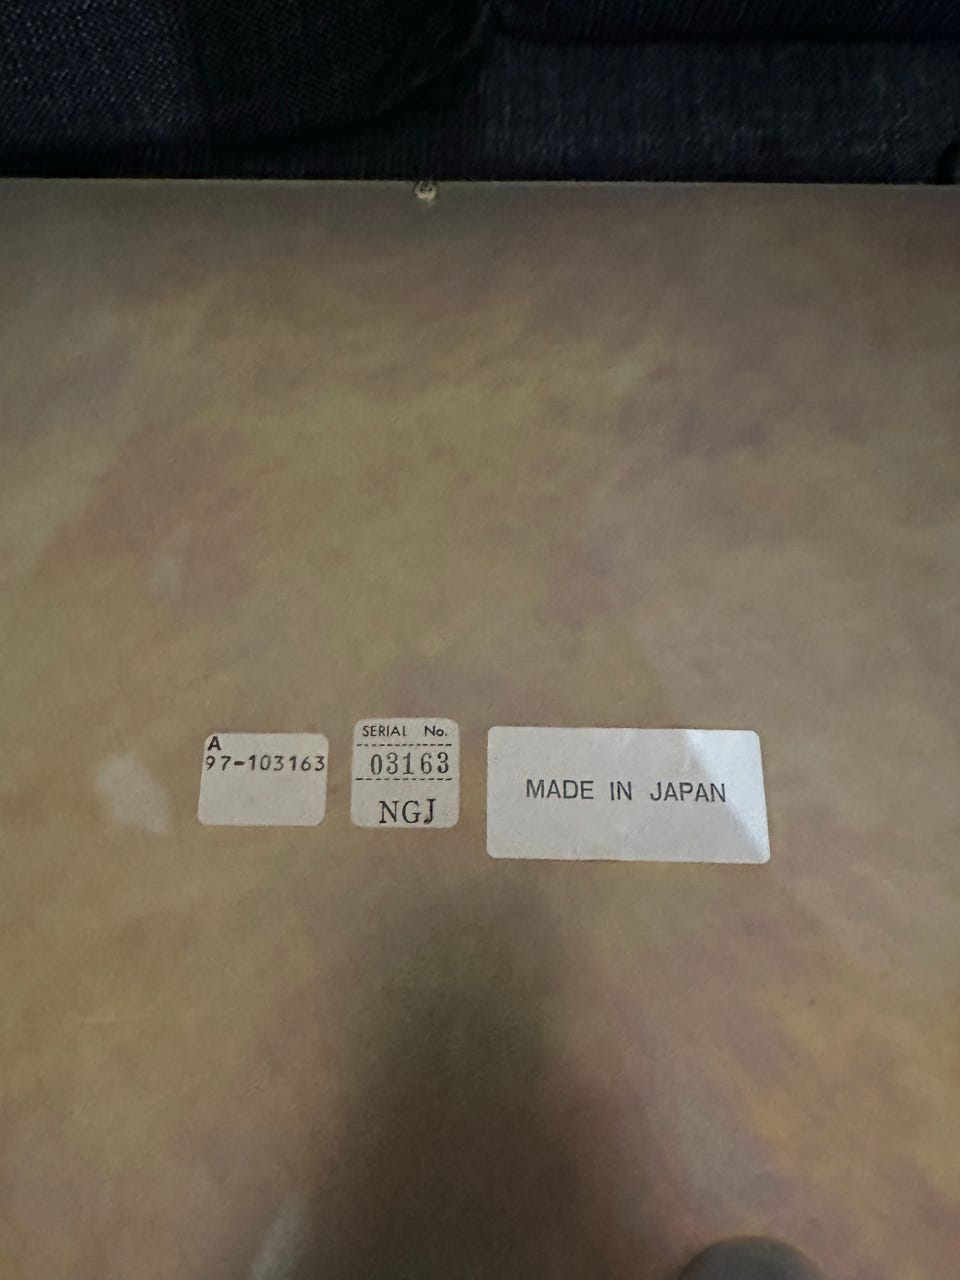 A
97-103163
SERIAL No.
03163
NGJ
MADE IN JAPAN